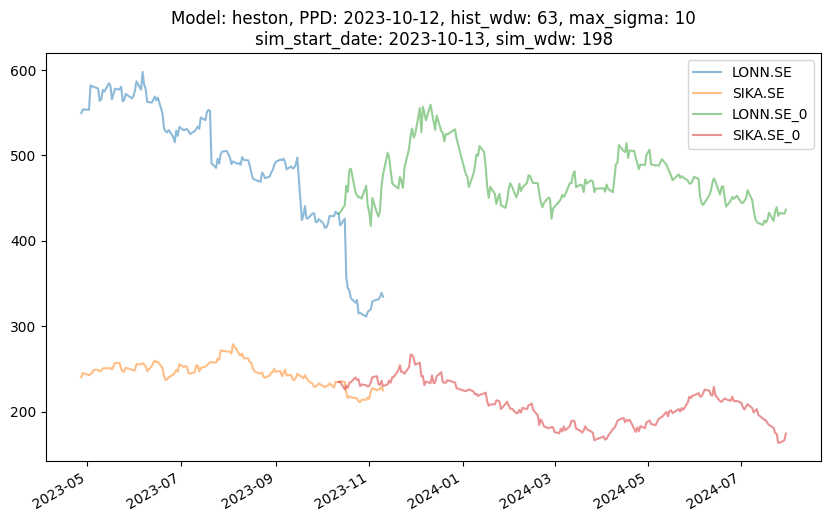 Model: heston, PPD: 2023-10-12, hist_wdw: 63, max_sigma: 10
sim_start_date: 2023-10-13, sim_wdw: 198
LONN.SE
SIKA.SE
LONN.SE_0
SIKA.SE_0
600
500
400
300
200
2023-05
2023-07
2023-09
2023-11
2024-01
2024-03
2024-05
2024-07